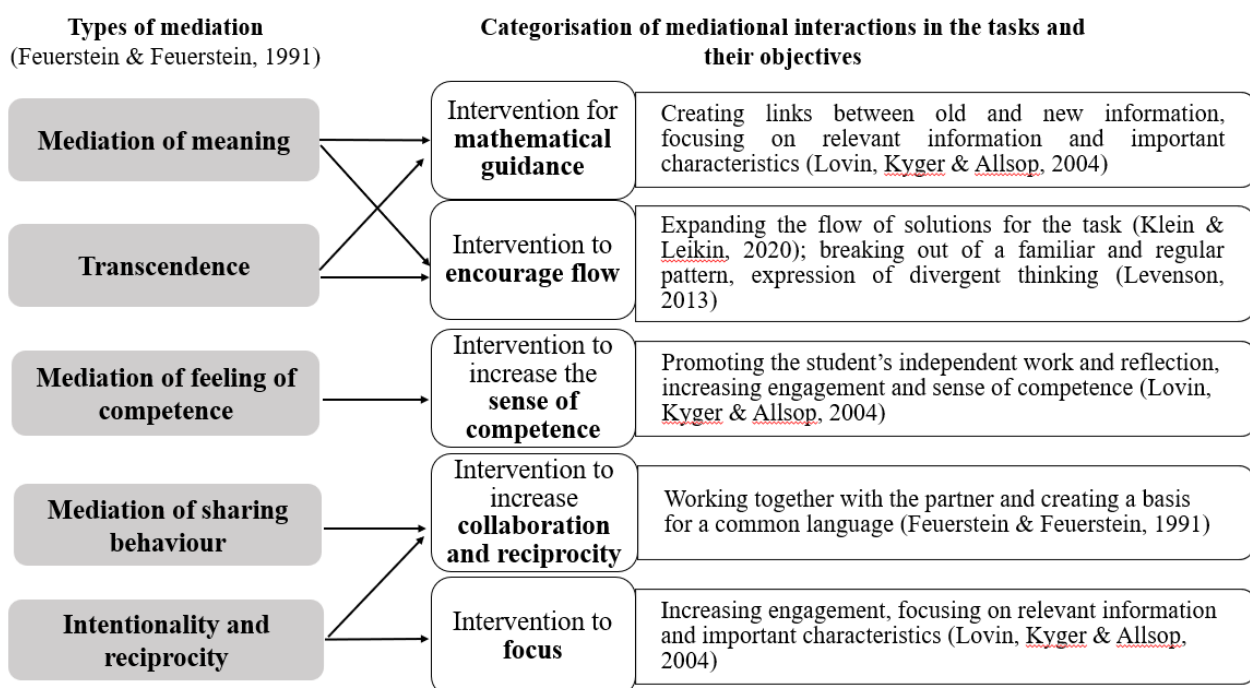 Types of mediation
(Feuerstein & Feuerstein, 1991)
Categorisation of mediational interactions in the tasks and
their objectives
Mediation of meaning
Intervention for
mathematical
guidance
Creating links between old and new information,
focusing on relevant information and important
characteristics (Lovin, Kyger & Allsop, 2004)
Transcendence
Intervention to
encourage flow
Expanding the flow of solutions for the task (Klein &
Leikin, 2020); breaking out of a familiar and regular
pattern, expression of divergent thinking (Levenson,
2013)
Mediation of feeling of
competence
Intervention to
increase the
sense of
competence
Promoting the student's independent work and reflection,
increasing engagement and sense of competence (Lovin,
Kyger & Allsop, 2004)
Mediation of sharing
behaviour
Intervention to
increase
collaboration
and reciprocity
Working together with the partner and creating a basis
for a common language (Feuerstein & Feuerstein, 1991)
Intentionality and
reciprocity
Intervention to
focus
Increasing engagement, focusing on relevant information
and important characteristics (Lovin, Kyger & Allsop,
2004)